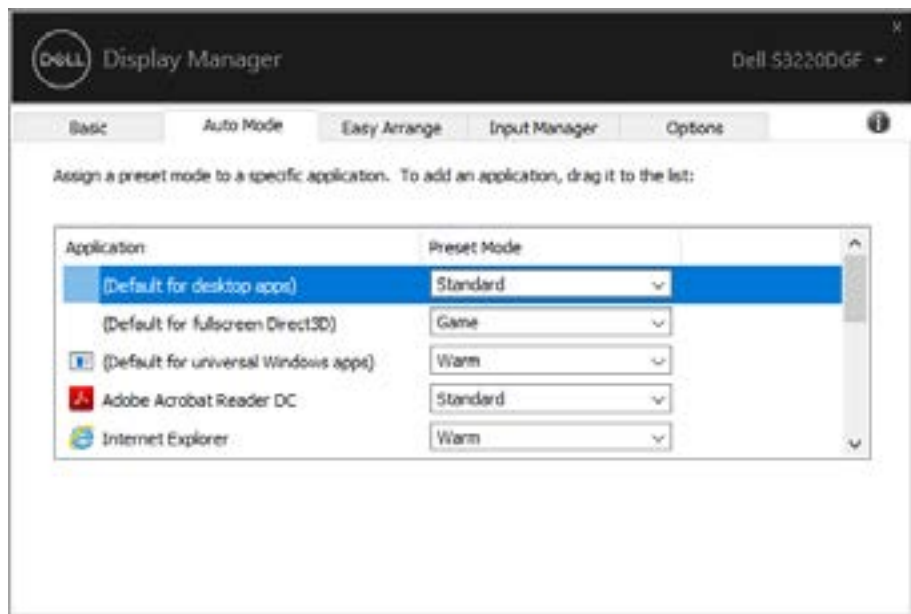 DELL Display Manager Dell S3220DGF
x
Basic Auto Mode Easy Arrange Input Manager Options
Assign a preset mode to a specific application. To add an application, drag it to the list:
Application Preset Mode
(Default for desktop apps) Standard
(Default for fullscreen Direct3D) Game
(Default for universal Windows apps) Warm
Adobe Acrobat Reader DC Standard
Internet Explorer Warm